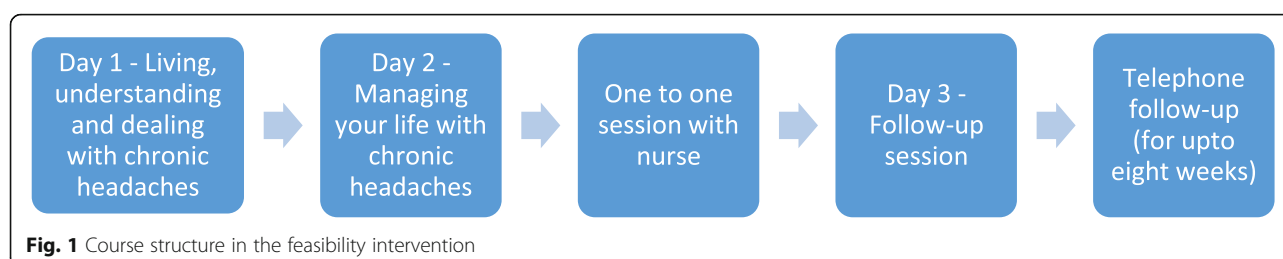 Day 1 - Living,
understanding
and dealing
with chronic
headaches
Day 2 -
Managing
your life with
chronic
headaches
One to one
session with
nurse
Day 3 -
Follow-up
session
Telephone
follow-up
(for upto
eight weeks)
Fig. 1 Course structure in the feasibility intervention